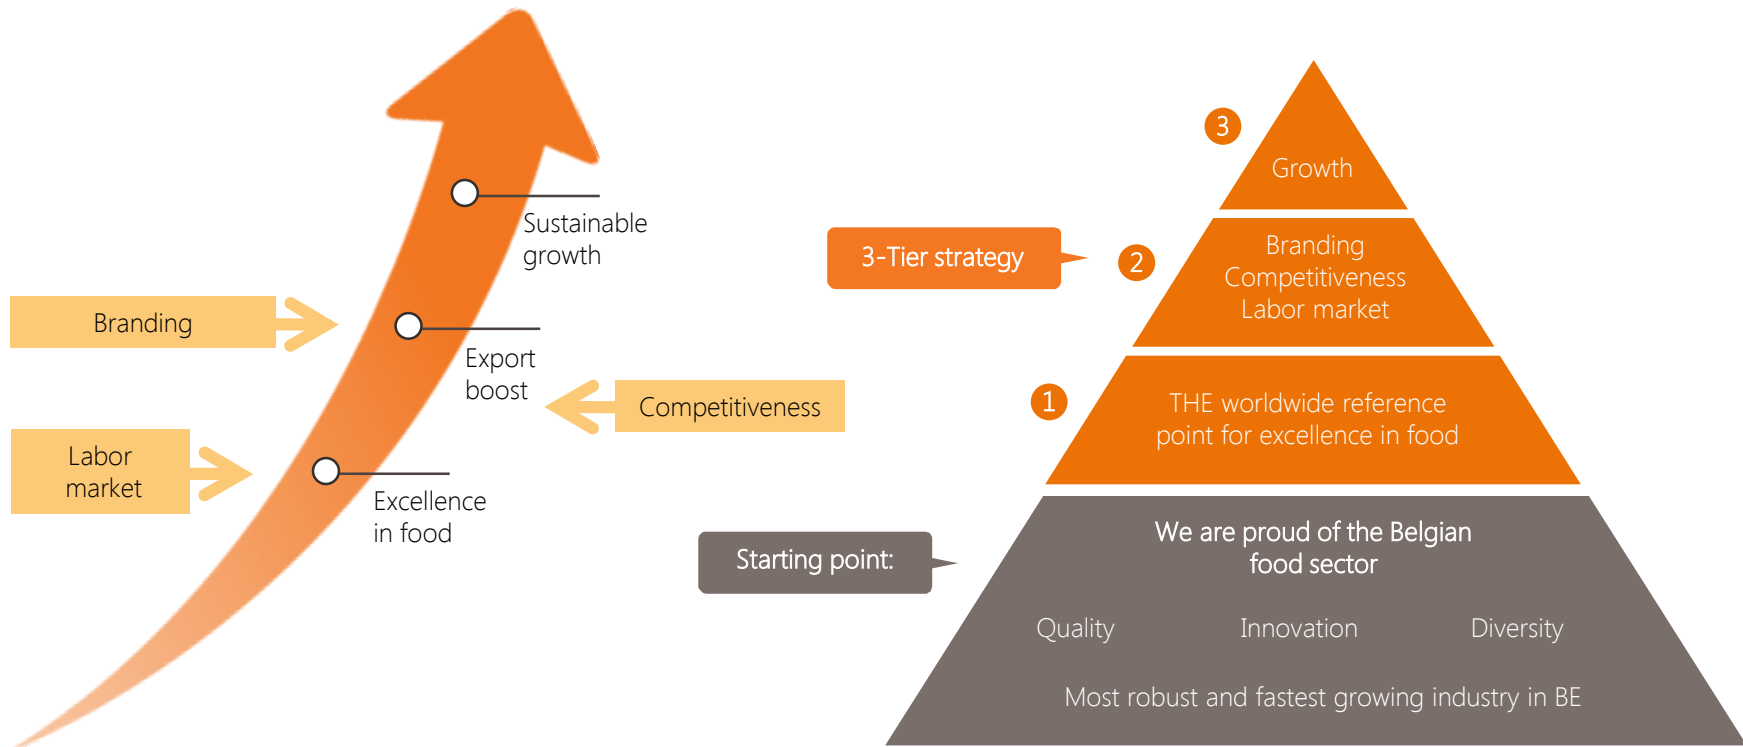 Sustainable
growth
Branding
Export
boost
Competitiveness
Labor
market
Excellence
in food
3
Growth
3-Tier strategy
2
Branding
Competitiveness
Labor market
1
THE worldwide reference
point for excellence in food
Starting point:
We are proud of the Belgian
food sector
Quality
Innovation
Diversity
Most robust and fastest growing industry in BE